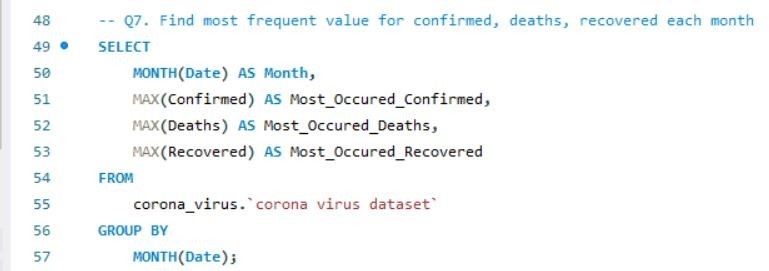 48 -- Q7. Find most frequent value for confirmed, deaths, recovered each month
49 SELECT
50 MONTH(Date) AS Month,
51 MAX(Confirmed) AS Most_Occured_Confirmed,
52 MAX(Deaths) AS Most_Occured_Deaths,
53 MAX(Recovered) AS Most_Occured_Recovered
54 FROM
55 corona_virus.`corona virus dataset`
56 GROUP BY
57 MONTH(Date);